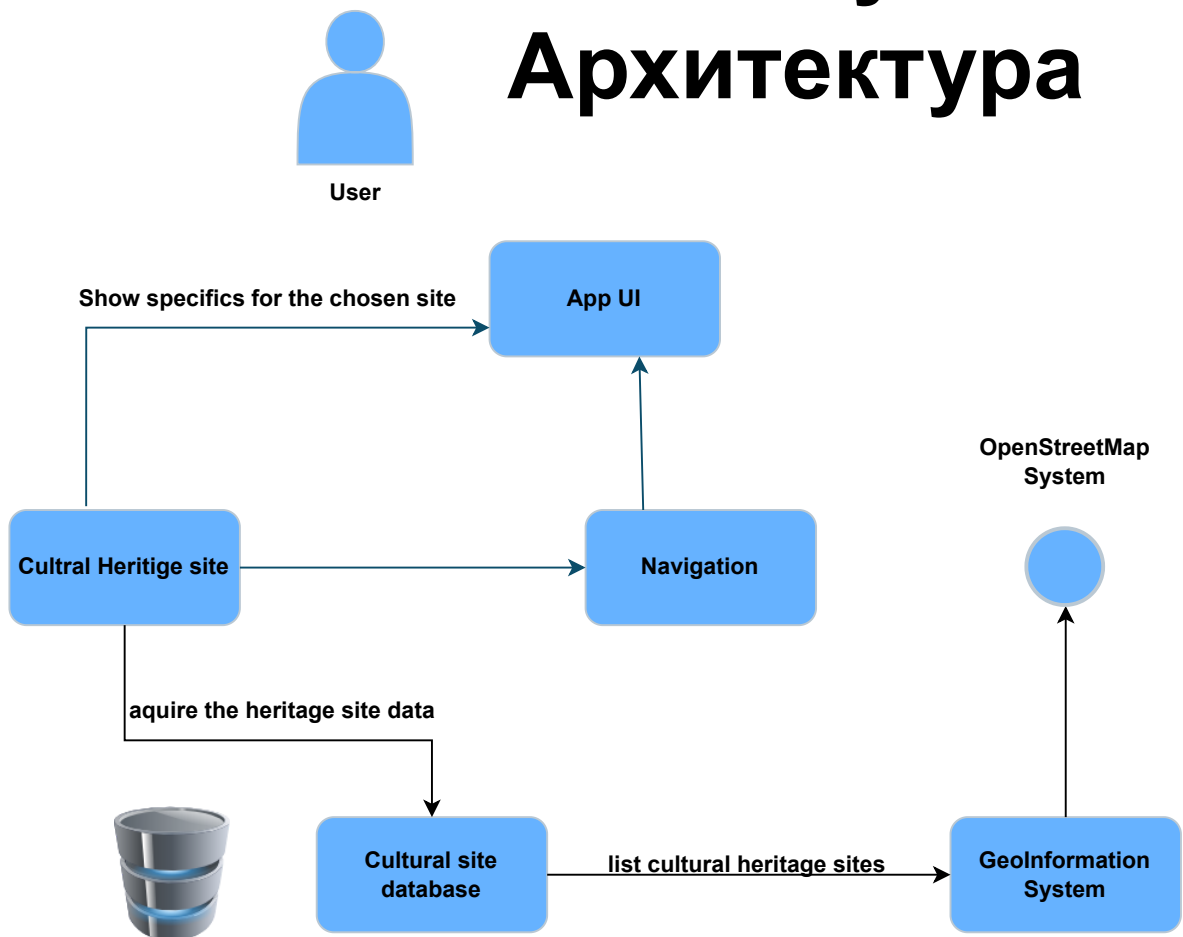 Архитектура
User
Show specifics for the chosen site
App UI
OpenStreetMap
System
Cultral Heritige site
Navigation
aquire the heritage site data
Cultural site
database
list cultural heritage sites
GeoInformation
System